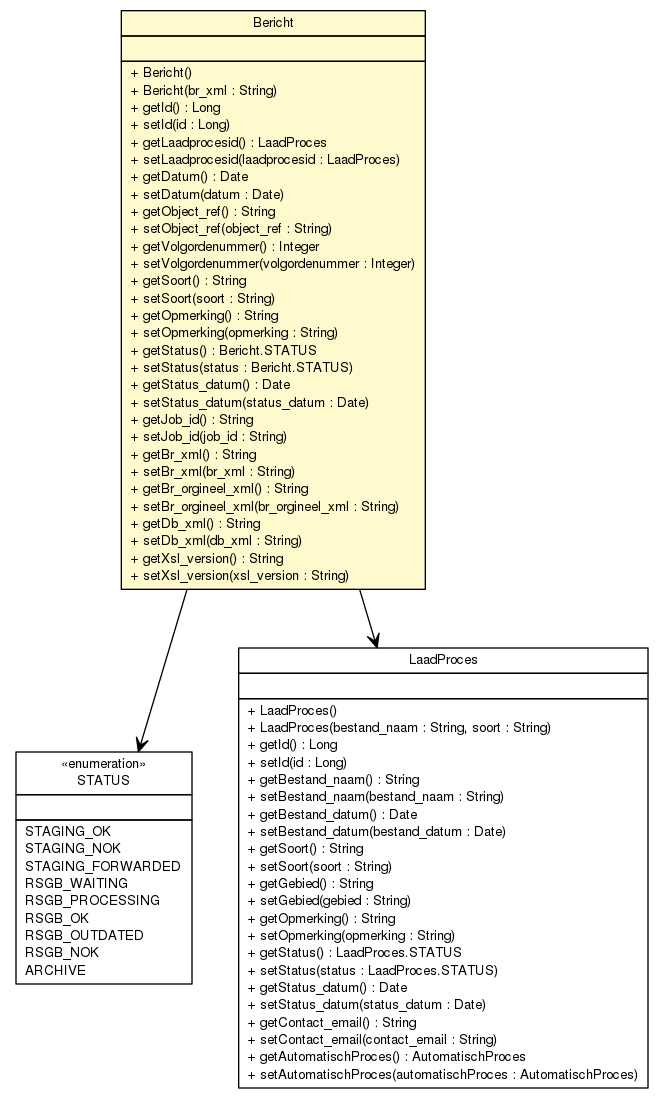 Bericht
+ Bericht()
+ Bericht(br_xml : String)
+ getId() : Long
+ setId(id : Long)
+ getLaadprocesid() : LaadProces
+ setLaadprocesid(laadprocesid : LaadProces)
+ getDatum() : Date
+ setDatum(datum : Date)
+ getObject_ref() : String
+ setObject_ref(object_ref : String)
+ getVolgordenummer() : Integer
+ setVolgordenummer(volgordenummer : Integer)
+ getSoort() : String
+ setSoort(soort : String)
+ getOpmerking() : String
+ setOpmerking(opmerking : String)
+ getStatus() : Bericht.STATUS
+ setStatus(status : Bericht.STATUS)
+ getStatus_datum() : Date
+ setStatus_datum(status_datum : Date)
+ getJob_id() : String
+ setJob_id(job_id : String)
+ getBr_xml() : String
+ setBr_xml(br_xml : String)
+ getBr_orgineel_xml() : String
+ setBr_orgineel_xml(br_orgineel_xml : String)
+ getDb_xml() : String
+ setDb_xml(db_xml : String)
+ getXsl_version() : String
+ setXsl_version(xsl_version : String)
«enumeration»
STATUS
STAGING_OK
STAGING_NOK
STAGING_FORWARDED
RSGB_WAITING
RSGB_PROCESSING
RSGB_OK
RSGB_OUTDATED
RSGB_NOK
ARCHIVE
LaadProces
+ LaadProces()
+ LaadProces(bestand_naam : String, soort : String)
+ getId() : Long
+ setId(id : Long)
+ getBestand_naam() : String
+ setBestand_naam(bestand_naam : String)
+ getBestand_datum() : Date
+ setBestand_datum(bestand_datum : Date)
+ getSoort() : String
+ setSoort(soort : String)
+ getGebied() : String
+ setGebied(gebied : String)
+ getOpmerking() : String
+ setOpmerking(opmerking : String)
+ getStatus() : LaadProces.STATUS
+ setStatus(status : LaadProces.STATUS)
+ getStatus_datum() : Date
+ setStatus_datum(status_datum : Date)
+ getContact_email() : String
+ setContact_email(contact_email : String)
+ getAutomatischProces() : AutomatischProces
+ setAutomatischProces(automatischProces : AutomatischProces)